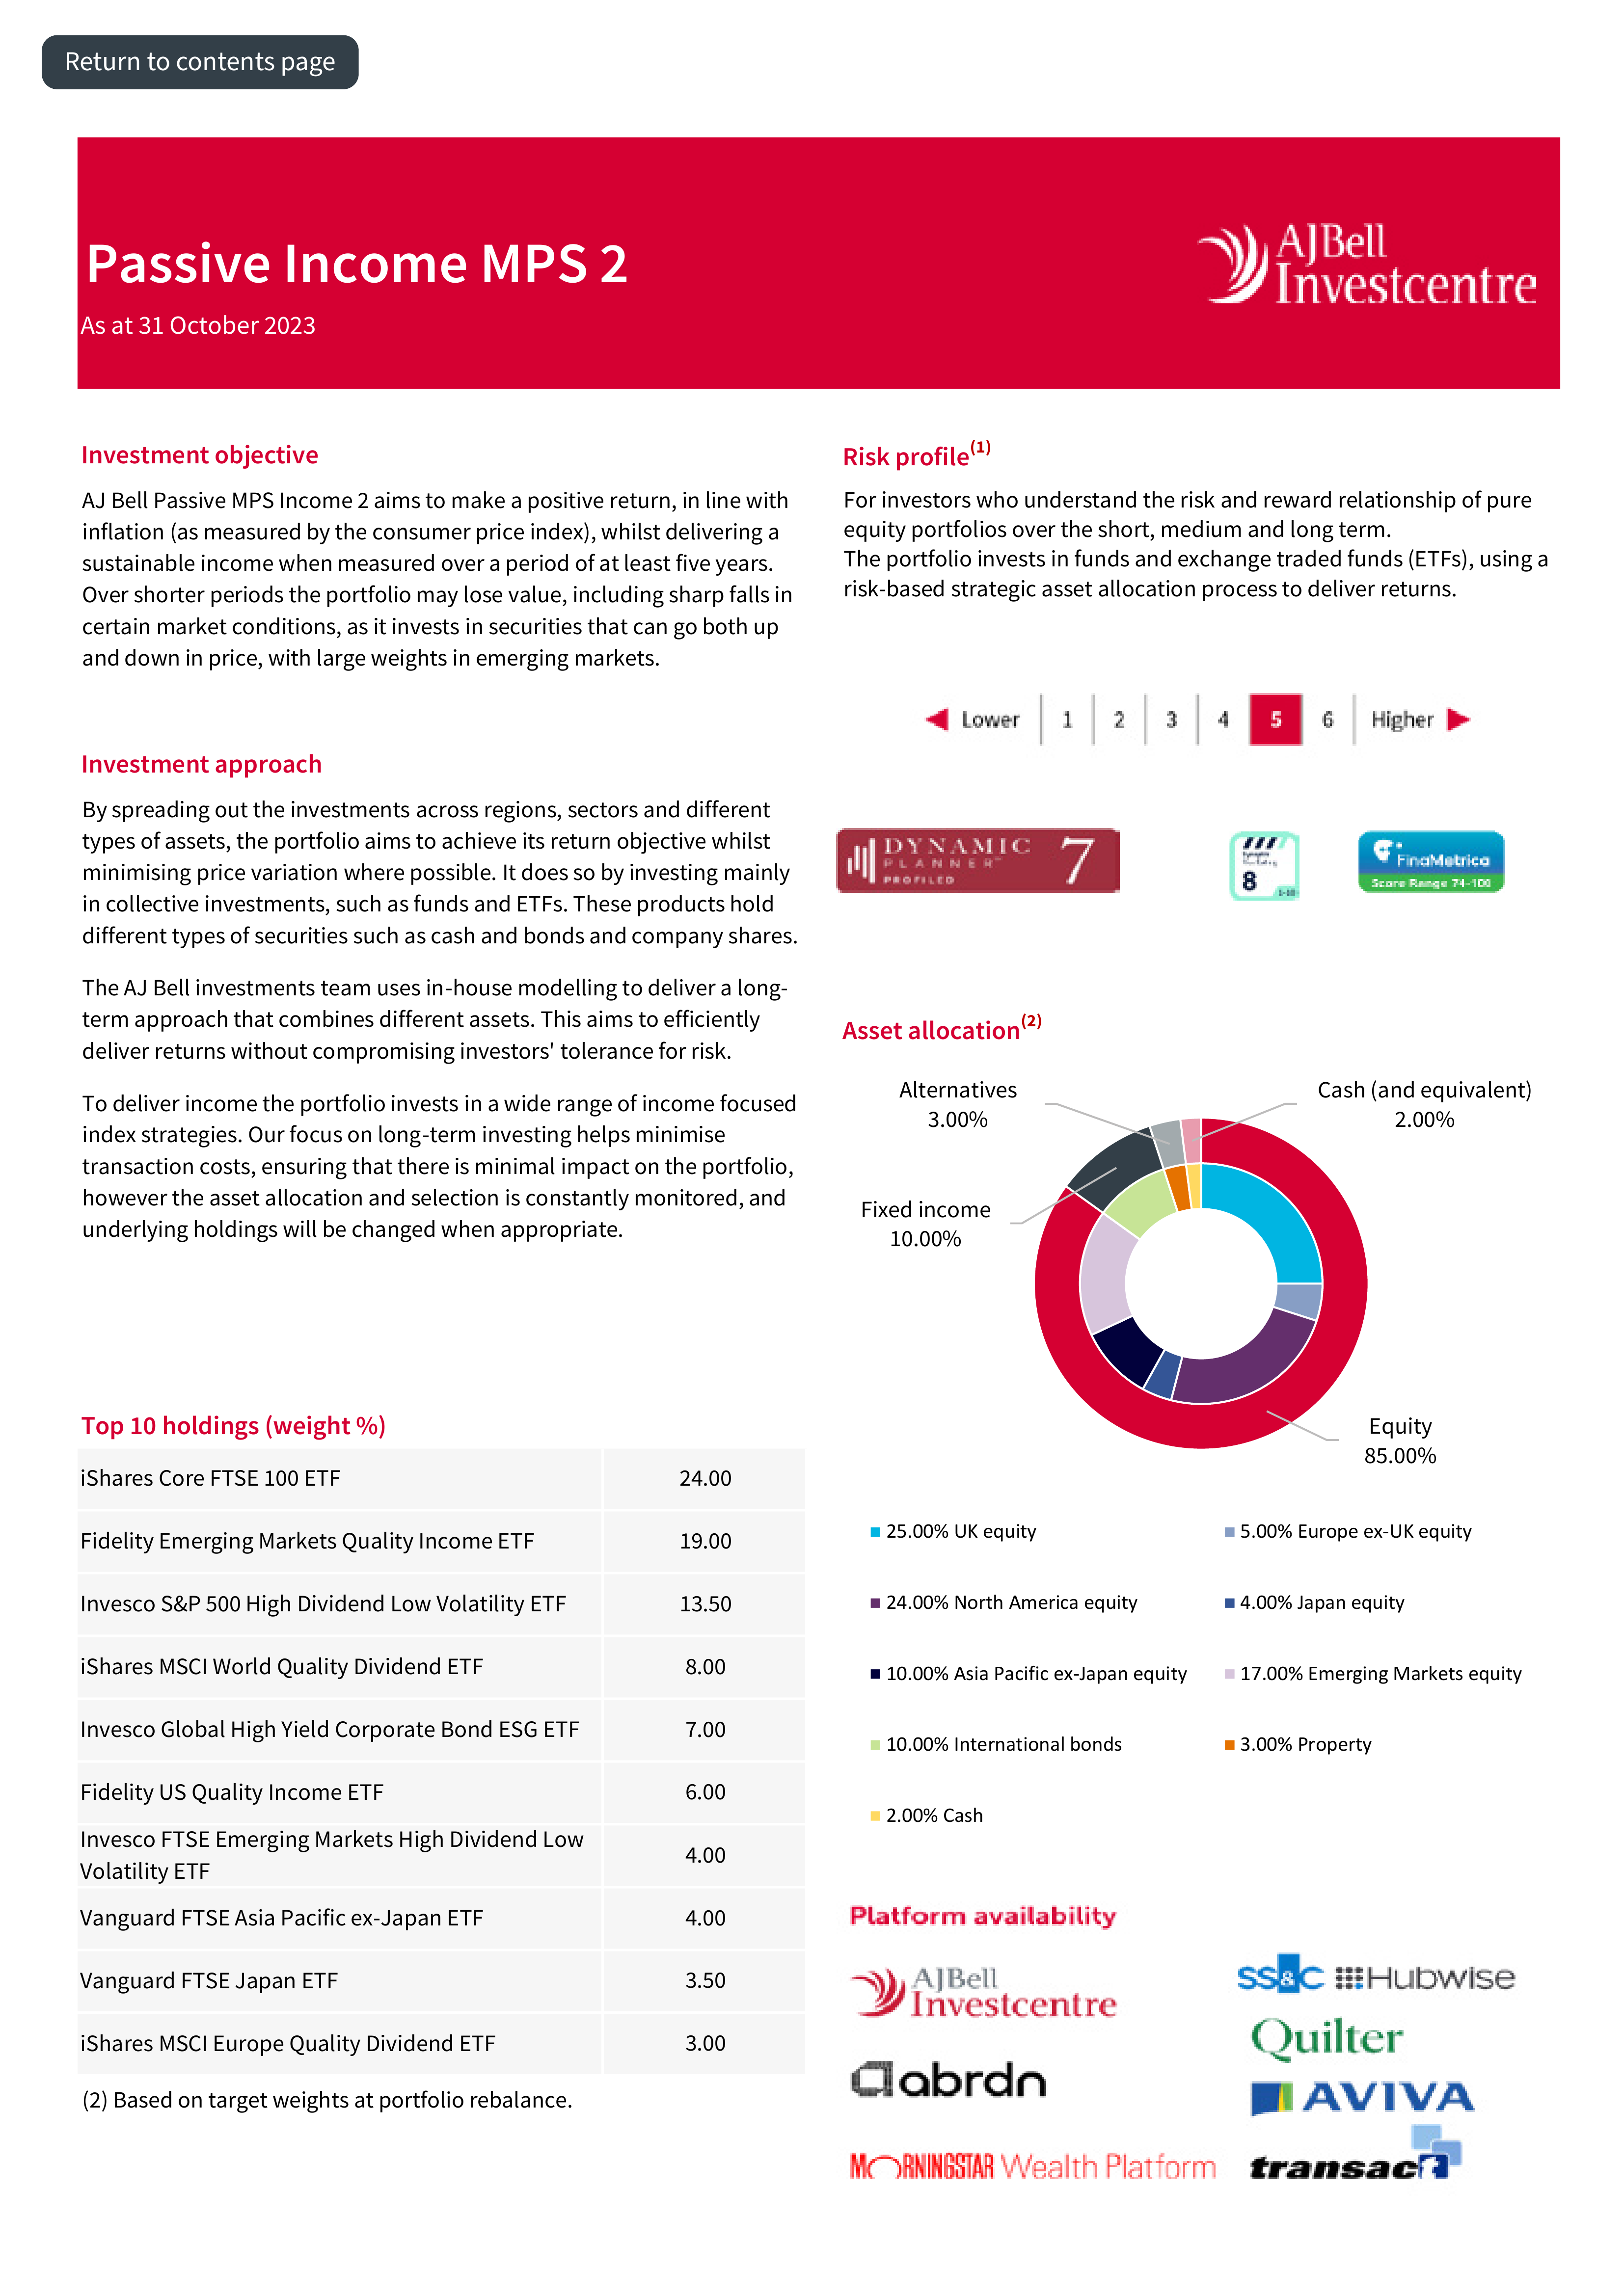 Return to contents page
Passive Income MPS 2
As at 31 October 2023
AJBell
Investcentre
Investment objective
AJ Bell Passive MPS Income 2 aims to make a positive return, in line with
inflation (as measured by the consumer price index), whilst delivering a
sustainable income when measured over a period of at least five years.
Over shorter periods the portfolio may lose value, including sharp falls in
certain market conditions, as it invests in securities that can go both up
and down in price, with large weights in emerging markets.
Investment approach
By spreading out the investments across regions, sectors and different
types of assets, the portfolio aims to achieve its return objective whilst
minimising price variation where possible. It does so by investing mainly
in collective investments, such as funds and ETFs. These products hold
different types of securities such as cash and bonds and company shares.
The AJ Bell investments team uses in-house modelling to deliver a long-
term approach that combines different assets. This aims to efficiently
deliver returns without compromising investors' tolerance for risk.
To deliver income the portfolio invests in a wide range of income focused
index strategies. Our focus on long-term investing helps minimise
transaction costs, ensuring that there is minimal impact on the portfolio,
however the asset allocation and selection is constantly monitored, and
underlying holdings will be changed when appropriate.
Top 10 holdings (weight %)
iShares Core FTSE 100 ETF 24.00
Fidelity Emerging Markets Quality Income ETF 19.00
Invesco S&P 500 High Dividend Low Volatility ETF 13.50
iShares MSCI World Quality Dividend ETF 8.00
Invesco Global High Yield Corporate Bond ESG ETF 7.00
Fidelity US Quality Income ETF 6.00
Invesco FTSE Emerging Markets High Dividend Low
Volatility ETF 4.00
Vanguard FTSE Asia Pacific ex-Japan ETF 4.00
Vanguard FTSE Japan ETF 3.50
iShares MSCI Europe Quality Dividend ETF 3.00
(2) Based on target weights at portfolio rebalance.
Risk profile(1)
For investors who understand the risk and reward relationship of pure
equity portfolios over the short, medium and long term.
The portfolio invests in funds and exchange traded funds (ETFs), using a
risk-based strategic asset allocation process to deliver returns.
Lower 1 2 3 4 5 6 Higher
DYNAMIC
PLANNER™
PROFILED
7
8
1-10
FinaMetrica
Score Range 74-100
Asset allocation(2)
Alternatives
3.00%
Cash (and equivalent)
2.00%
Fixed income
10.00%
Equity
85.00%
25.00% UK equity
5.00% Europe ex-UK equity
24.00% North America equity
4.00% Japan equity
10.00% Asia Pacific ex-Japan equity
17.00% Emerging Markets equity
10.00% International bonds
3.00% Property
2.00% Cash
Platform availability
AJBell
Investcentre
SS&C Hubwise
Quilter
abrdn
AVIVA
MORNINGSTAR Wealth Platform
transact